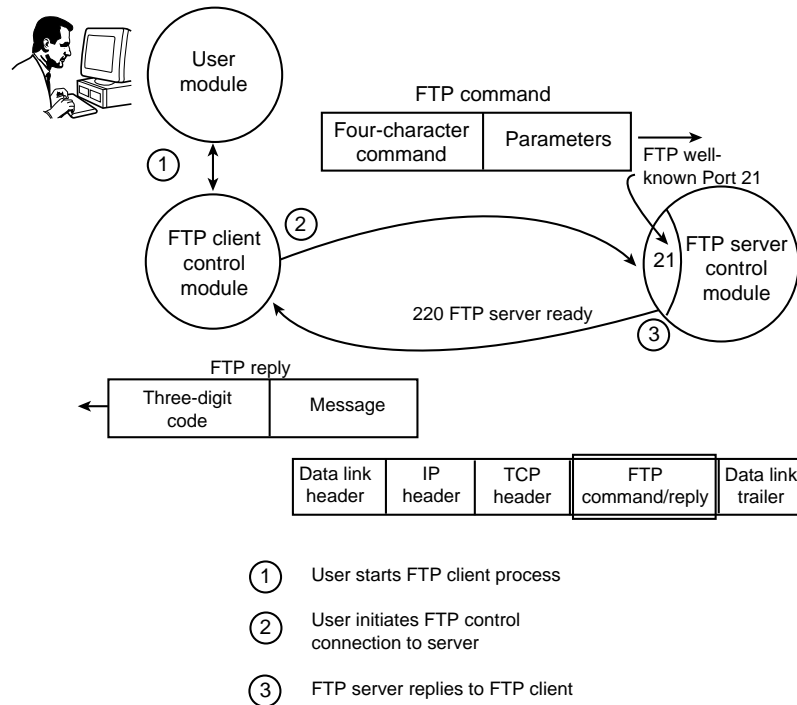 User
module
FTP command
Four-character
command
Parameters
FTP well-
known Port 21
1
2
FTP client
control
module
21
FTP server
control
module
220 FTP server ready
3
FTP reply
Three-digit
code
Message
Data link
header
IP
header
TCP
header
FTP
command/reply
Data link
trailer
1 User starts FTP client process
2 User initiates FTP control
connection to server
3 FTP server replies to FTP client